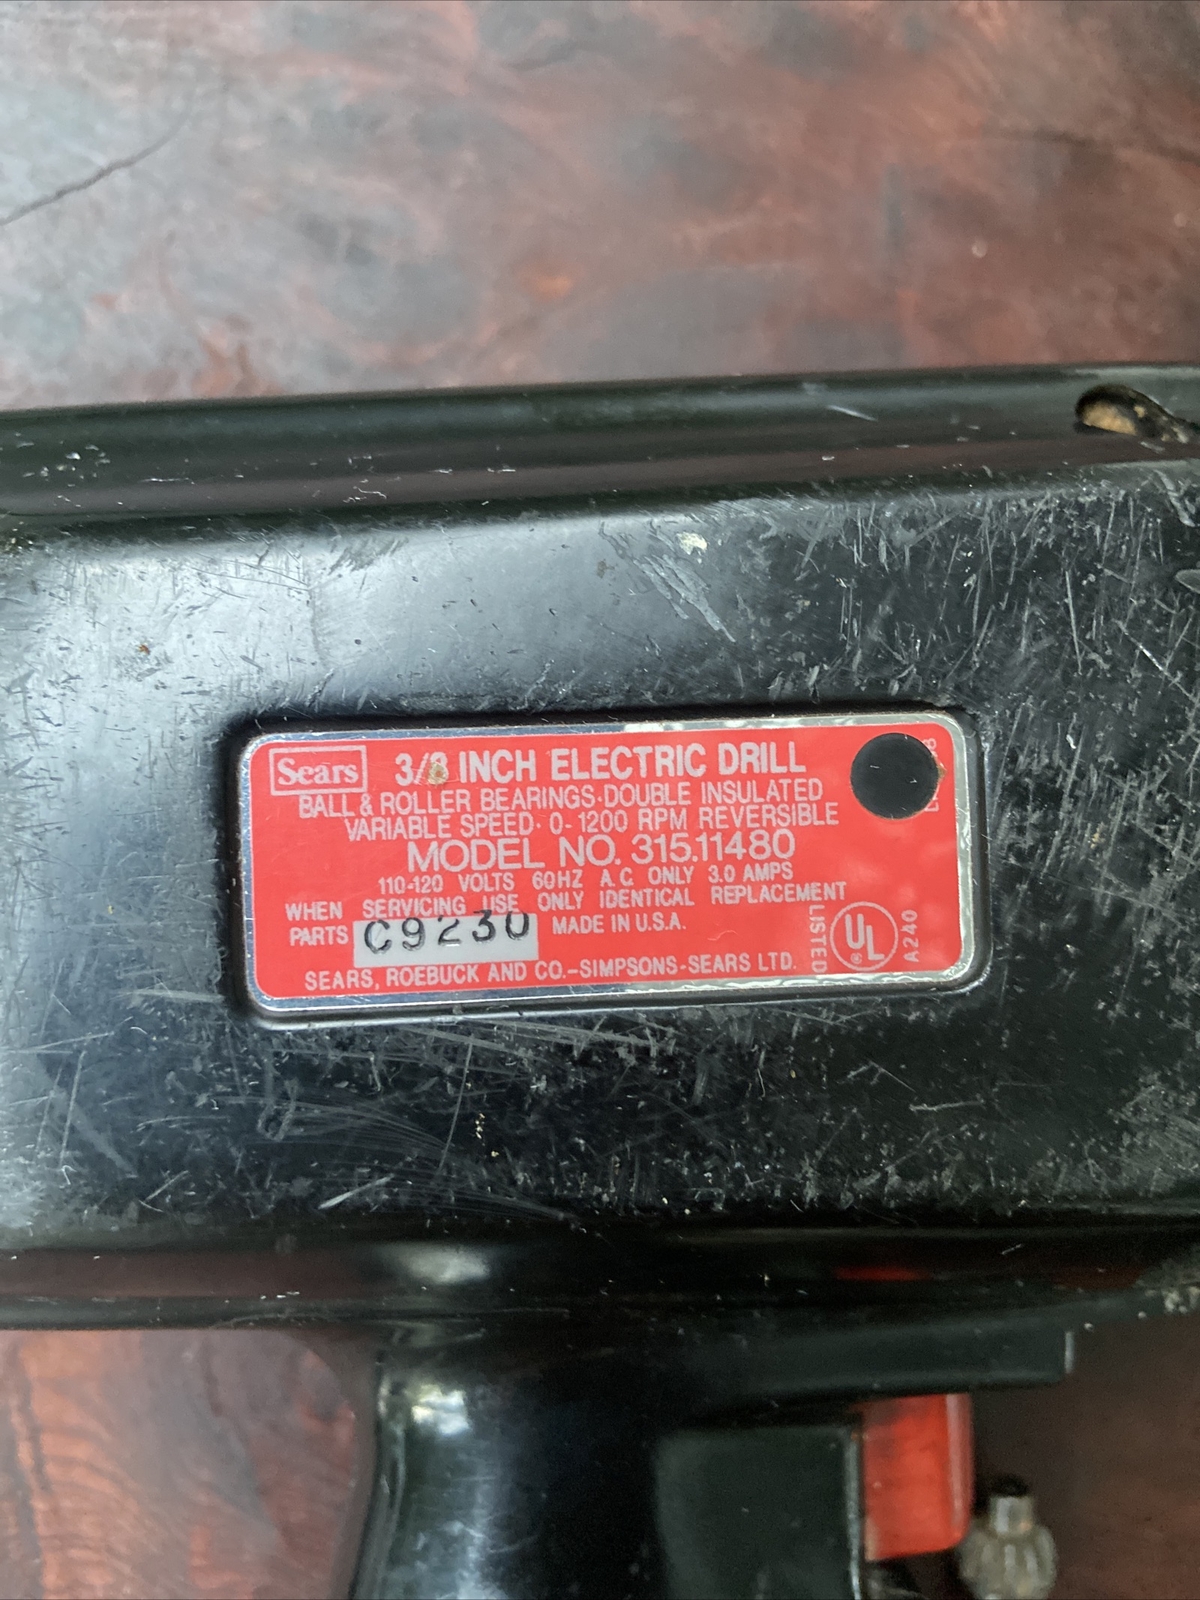 Sears
3/8 INCH ELECTRIC DRILL
BALL & ROLLER BEARINGS·DOUBLE INSULATED
VARIABLE SPEED· 0-1200 RPM REVERSIBLE
MODEL NO. 315.11480
110-120 VOLTS 60HZ A.C. ONLY 3.0 AMPS
WHEN SERVICING USE ONLY IDENTICAL REPLACEMENT
PARTS C9230 MADE IN U.S.A.
SEARS, ROEBUCK AND CO.-SIMPSONS-SEARS LTD.
LISTED
UL ®
A240